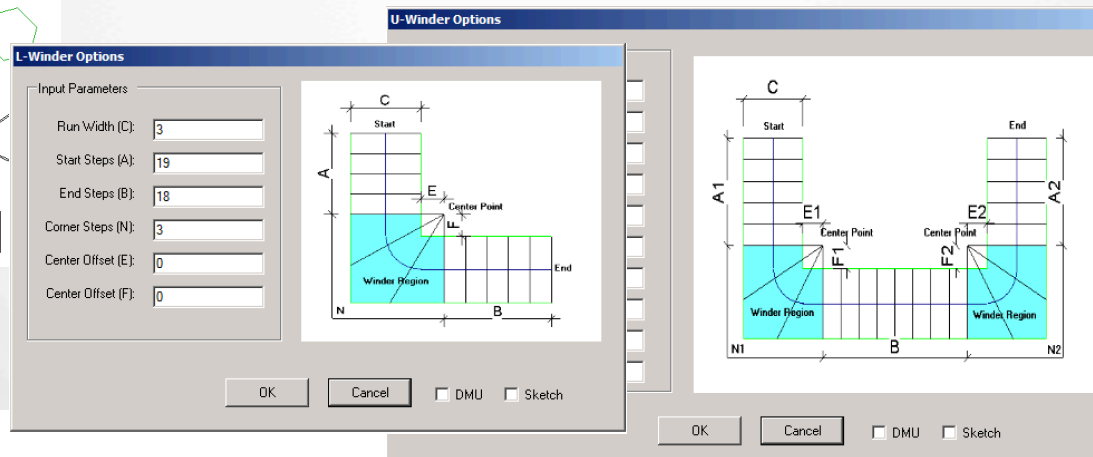 U-Winder Options
L-Winder Options
Input Parameters
Run Width (C): 3
Start Steps (A): 19
End Steps (B): 18
Corner Steps (N): 3
Center Offset (E): 0
Center Offset (F): 0
C
Start
A
E
Center Point
F
End
Winder Region
N
B
OK Cancel DMU Sketch
C
Start End
A1 A2
E1 E2
Center Point Center Point
F1 F2
Winder Region Winder Region
N1 B N2
OK Cancel DMU Sketch